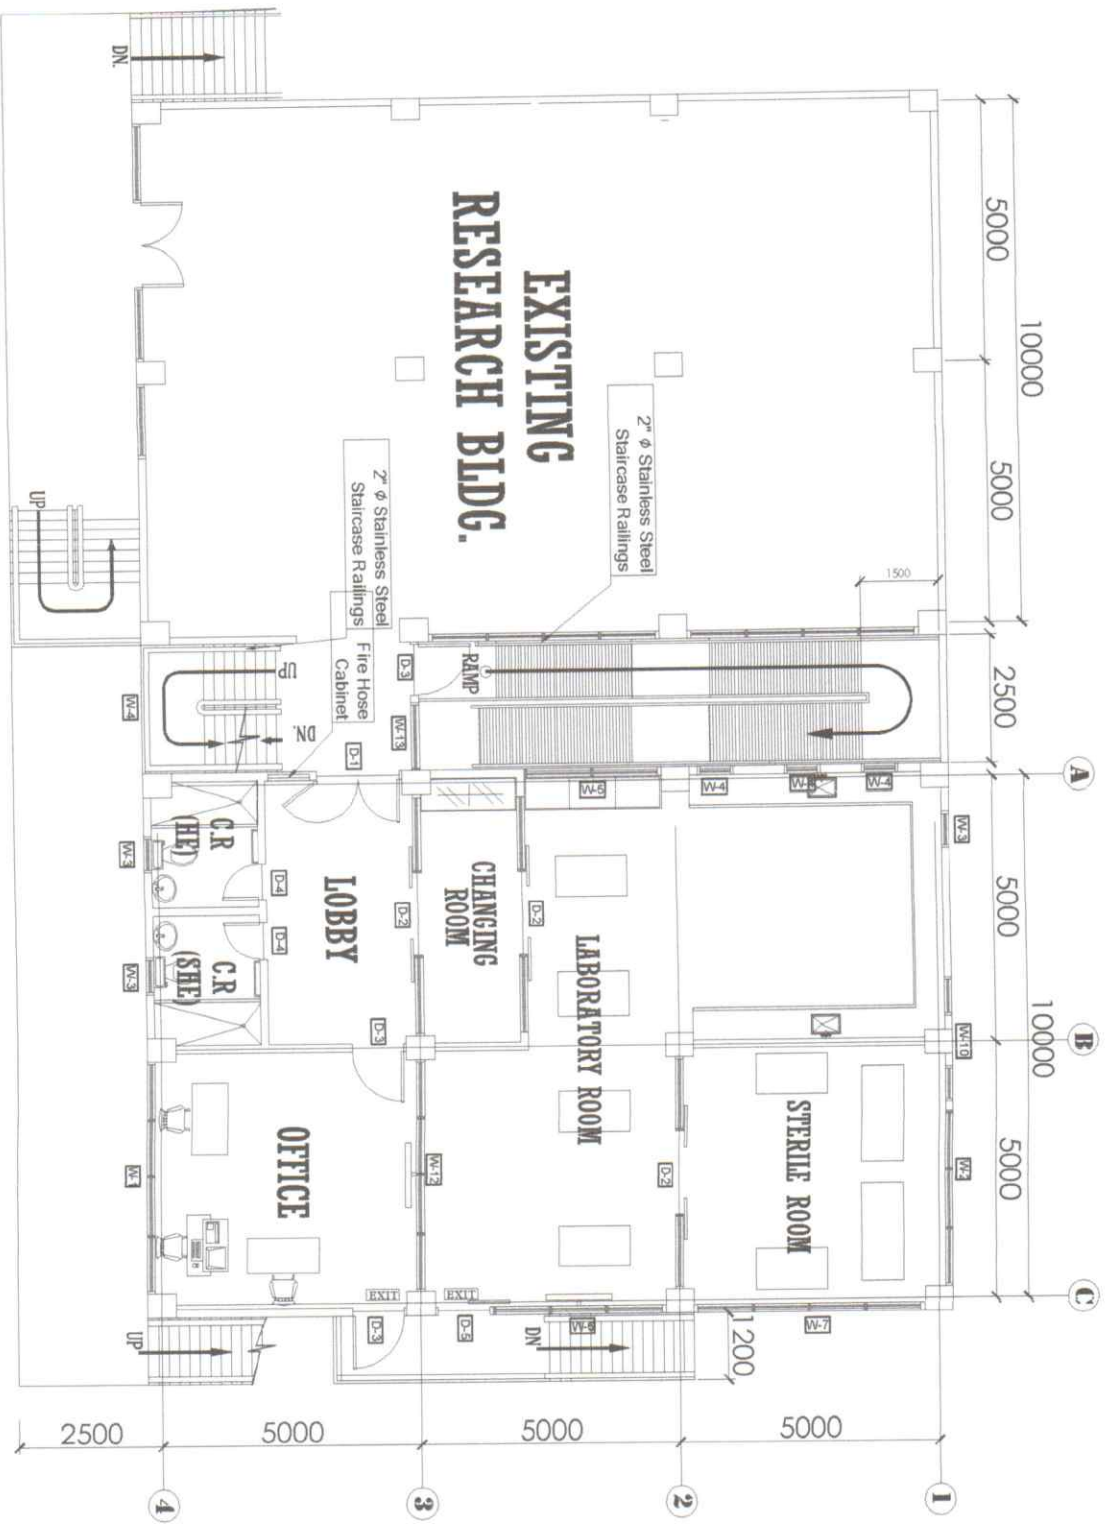 DN.
EXISTING
RESEARCH BLDG.
UP
2" ϕ Stainless Steel
Staircase Railings
2" ϕ Stainless Steel
Staircase Railings
Fire Hose
Cabinet
RAMP
UP
DN.
D-3
W-13
D-1
W-4
1500
5000
5000
10000
2500
5000
5000
10000
A
B
C
W-5
W-4
W-4
W-3
W-10
W-2
C.R
(HE)
C.R
(SHE)
W-3
W-3
D-4
D-4
LOBBY
D-2
D-3
CHANGING
ROOM
D-2
LABORATORY ROOM
STERILE ROOM
D-2
OFFICE
W-12
W-1
EXIT
EXIT
D-3
D-5
W-6
W-7
UP
DN
1200
2500
5000
5000
5000
4
3
2
1